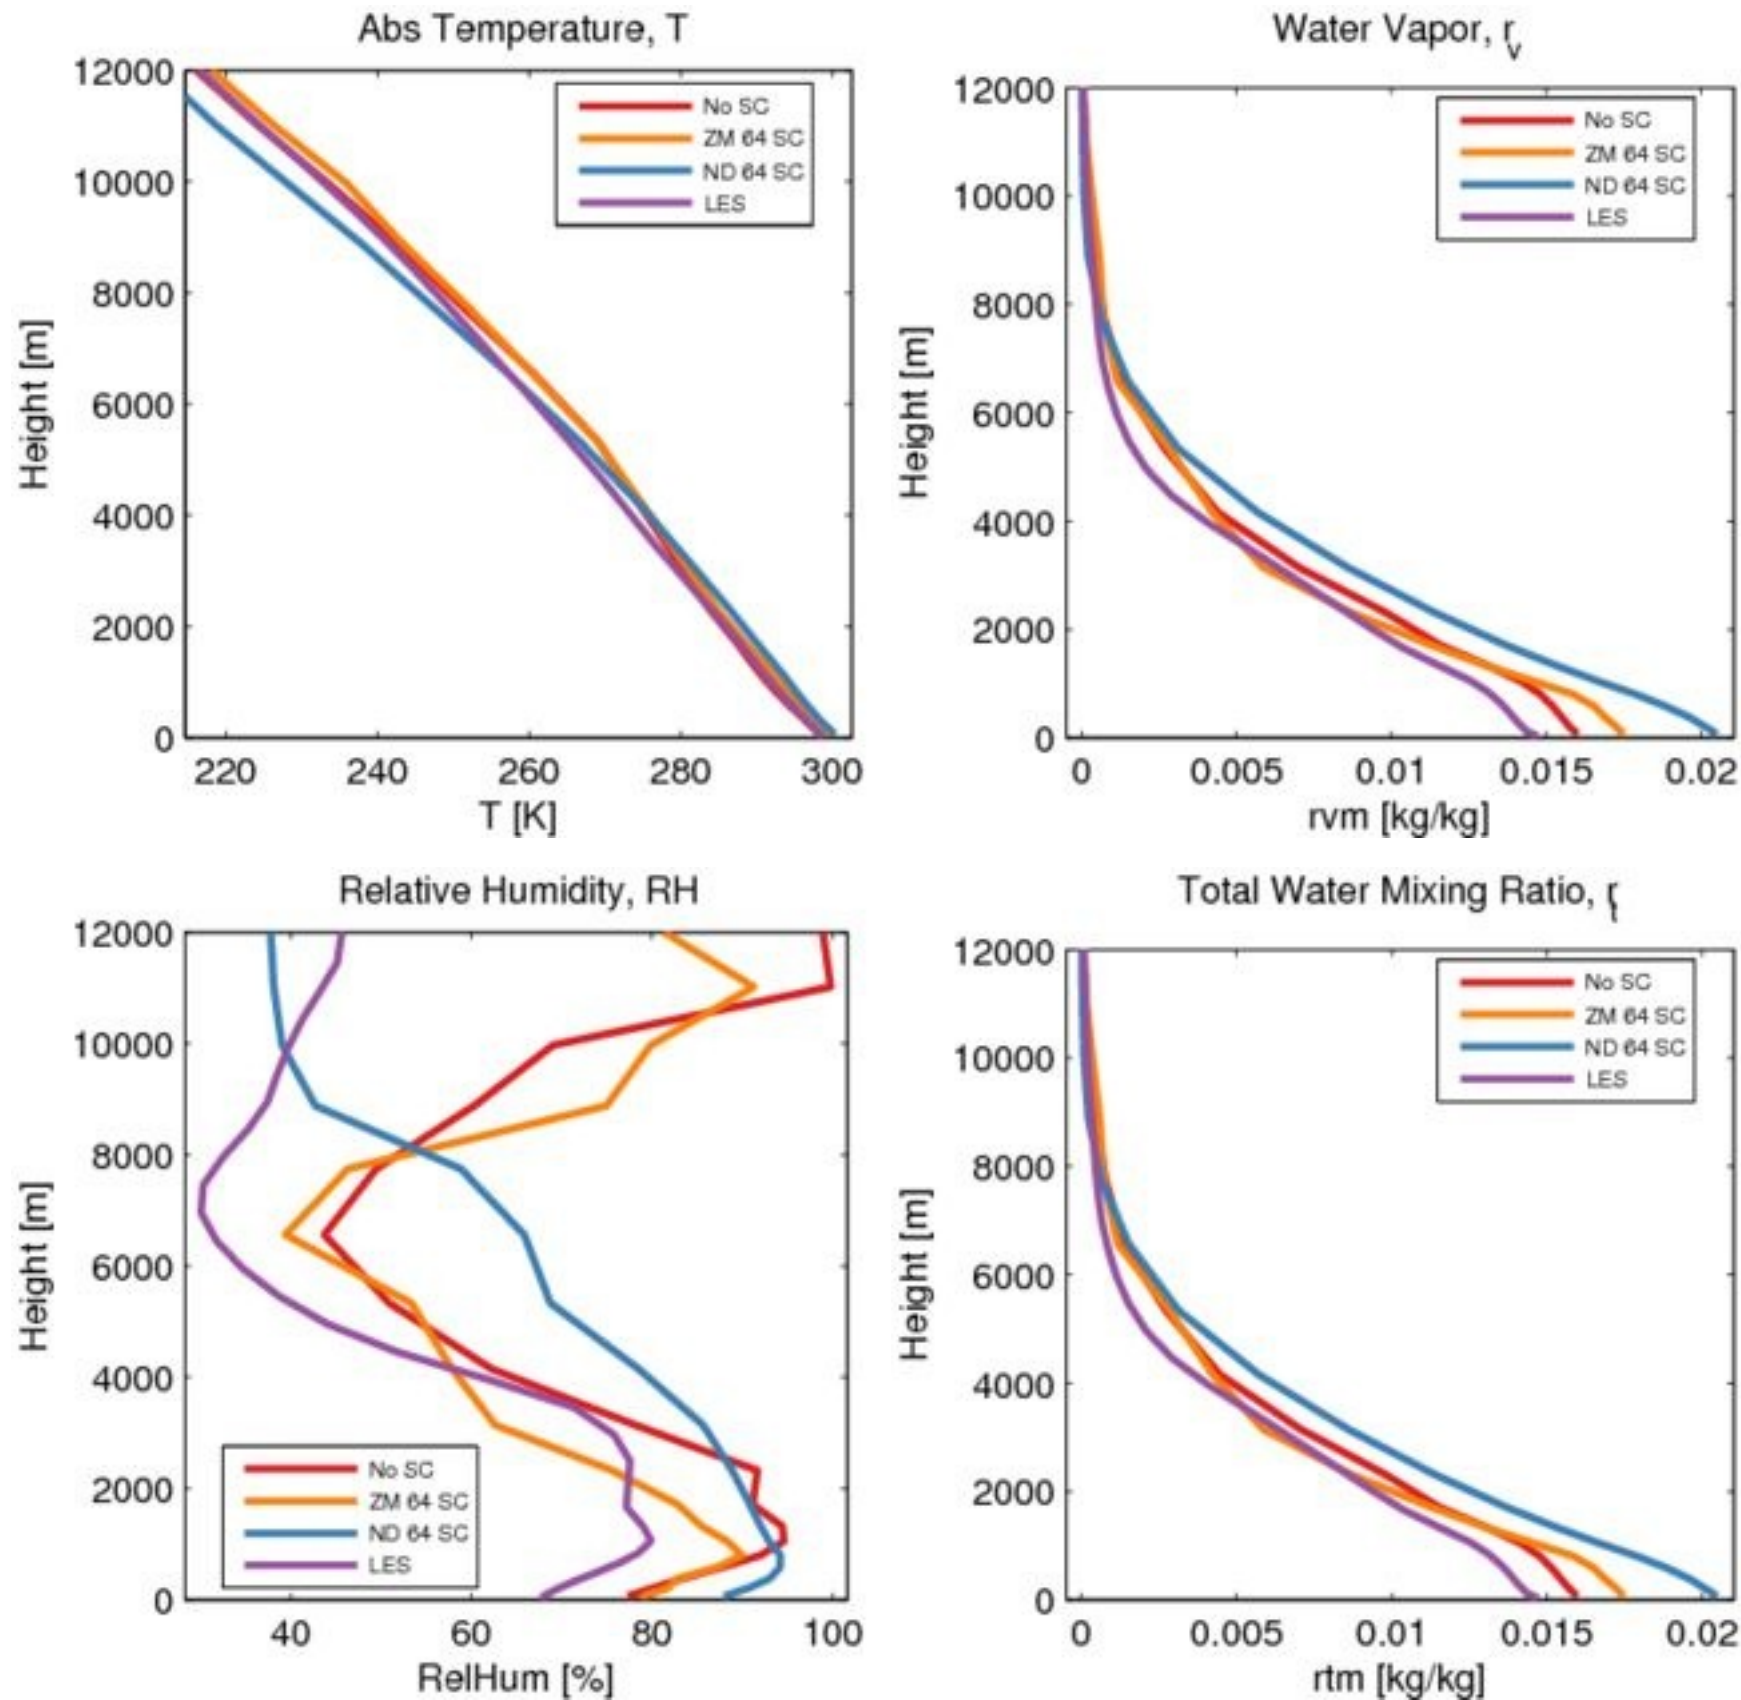 Abs Temperature, T
12000
10000
8000
6000
4000
2000
0
Height [m]
220 240 260 280 300
T [K]
No SC
ZM 64 SC
ND 64 SC
LES
Water Vapor, r_v
12000
10000
8000
6000
4000
2000
0
Height [m]
0 0.005 0.01 0.015 0.02
rvm [kg/kg]
No SC
ZM 64 SC
ND 64 SC
LES
Relative Humidity, RH
12000
10000
8000
6000
4000
2000
0
Height [m]
40 60 80 100
RelHum [%]
No SC
ZM 64 SC
ND 64 SC
LES
Total Water Mixing Ratio, r_t
12000
10000
8000
6000
4000
2000
0
Height [m]
0 0.005 0.01 0.015 0.02
rtm [kg/kg]
No SC
ZM 64 SC
ND 64 SC
LES